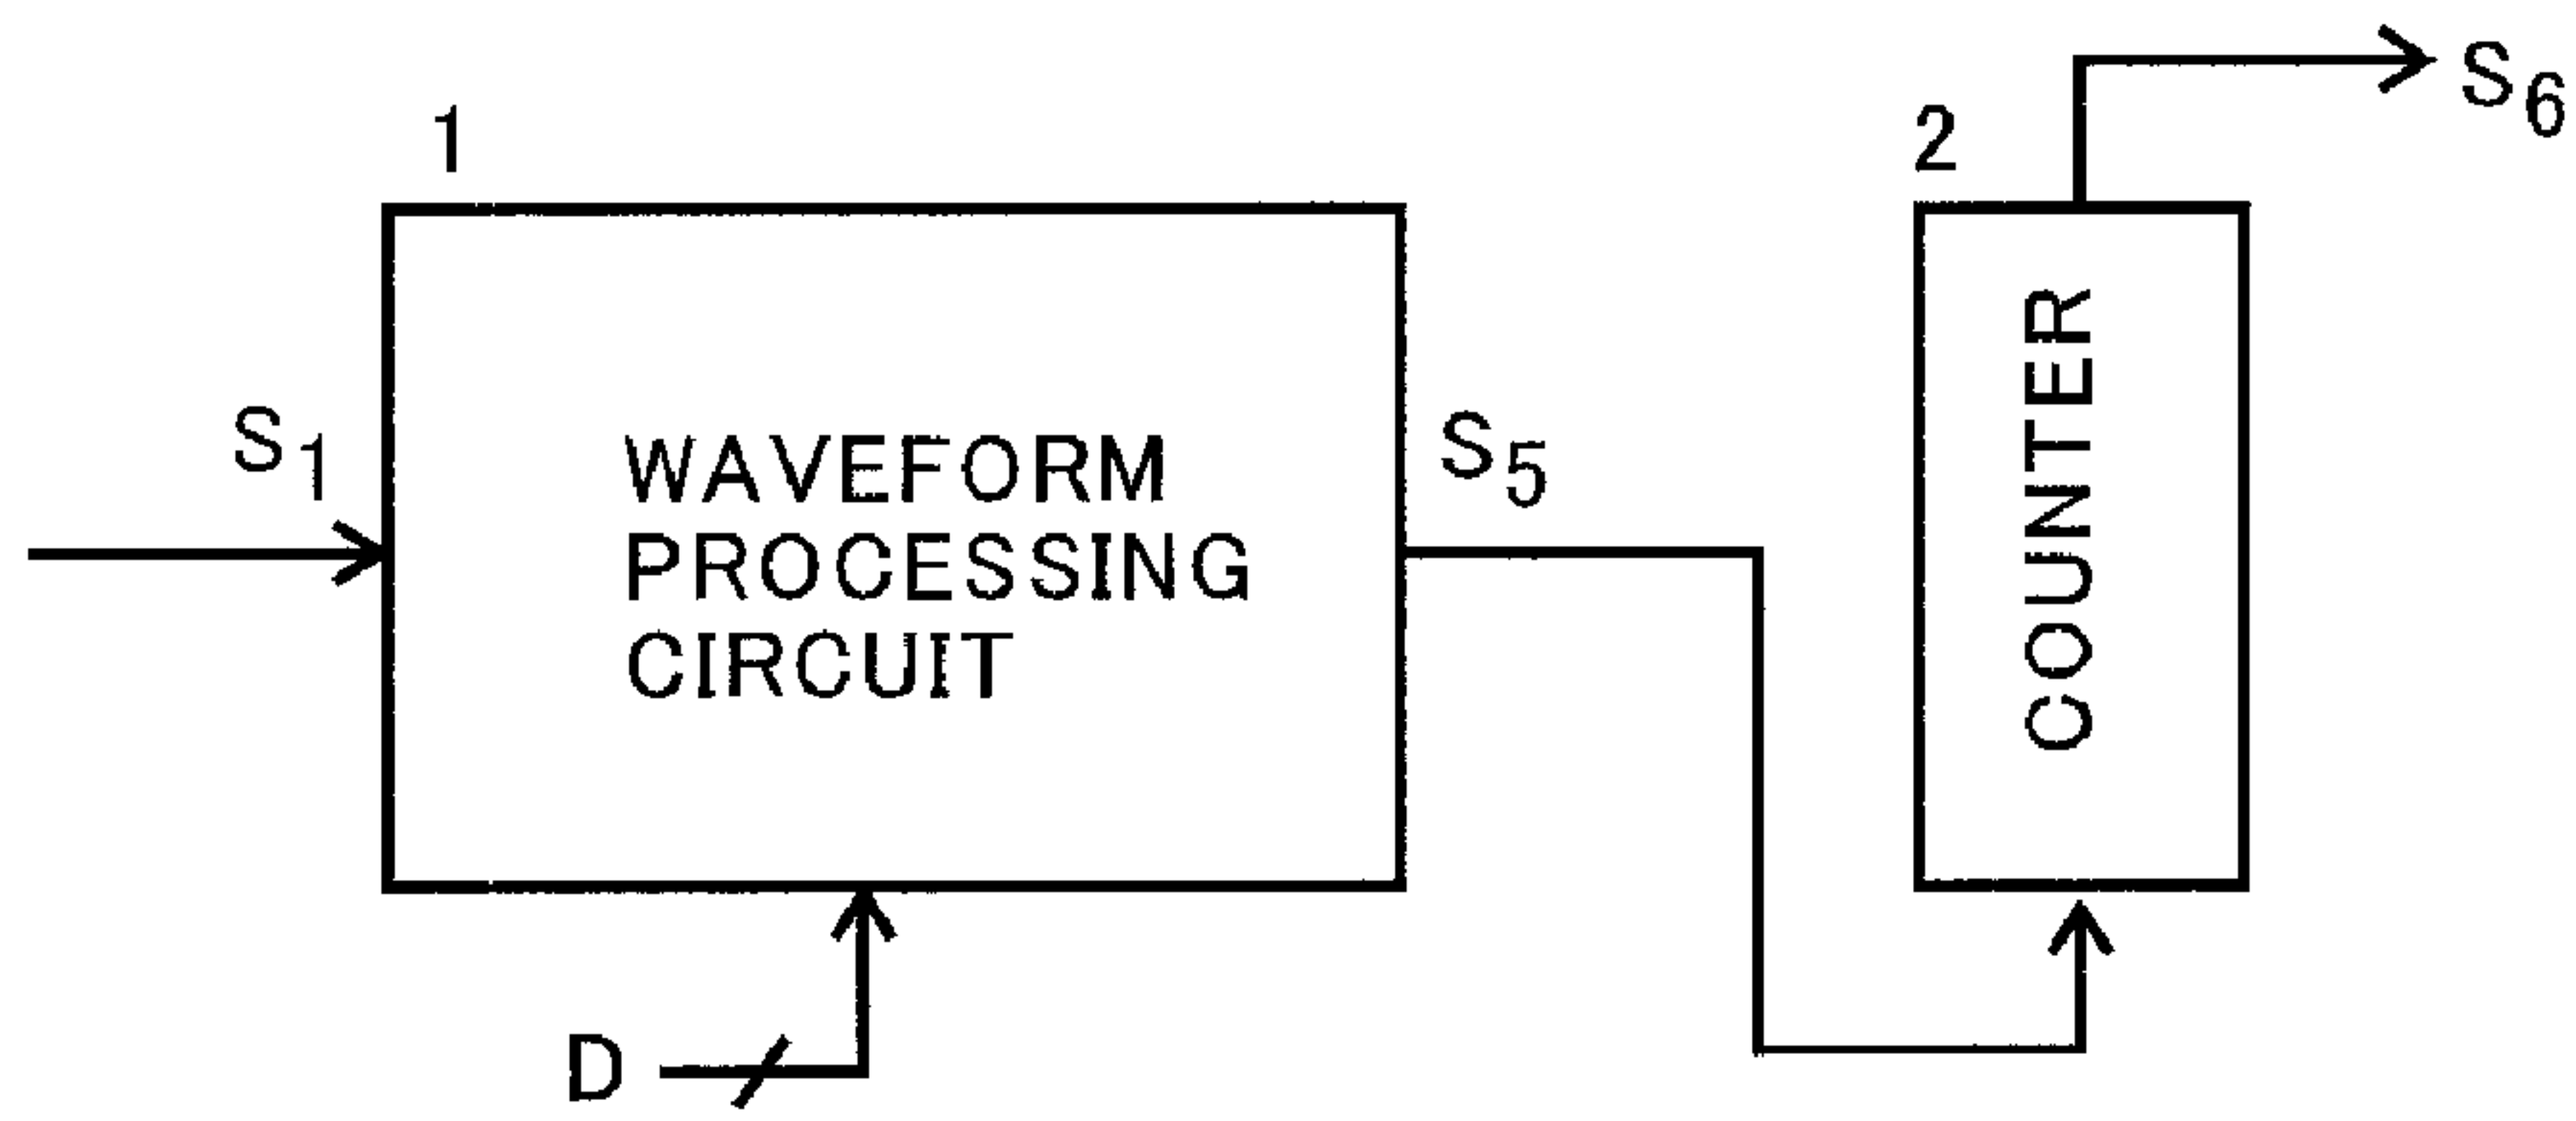 1
S1
WAVEFORM
PROCESSING
CIRCUIT
D
S5
2
COUNTER
S6